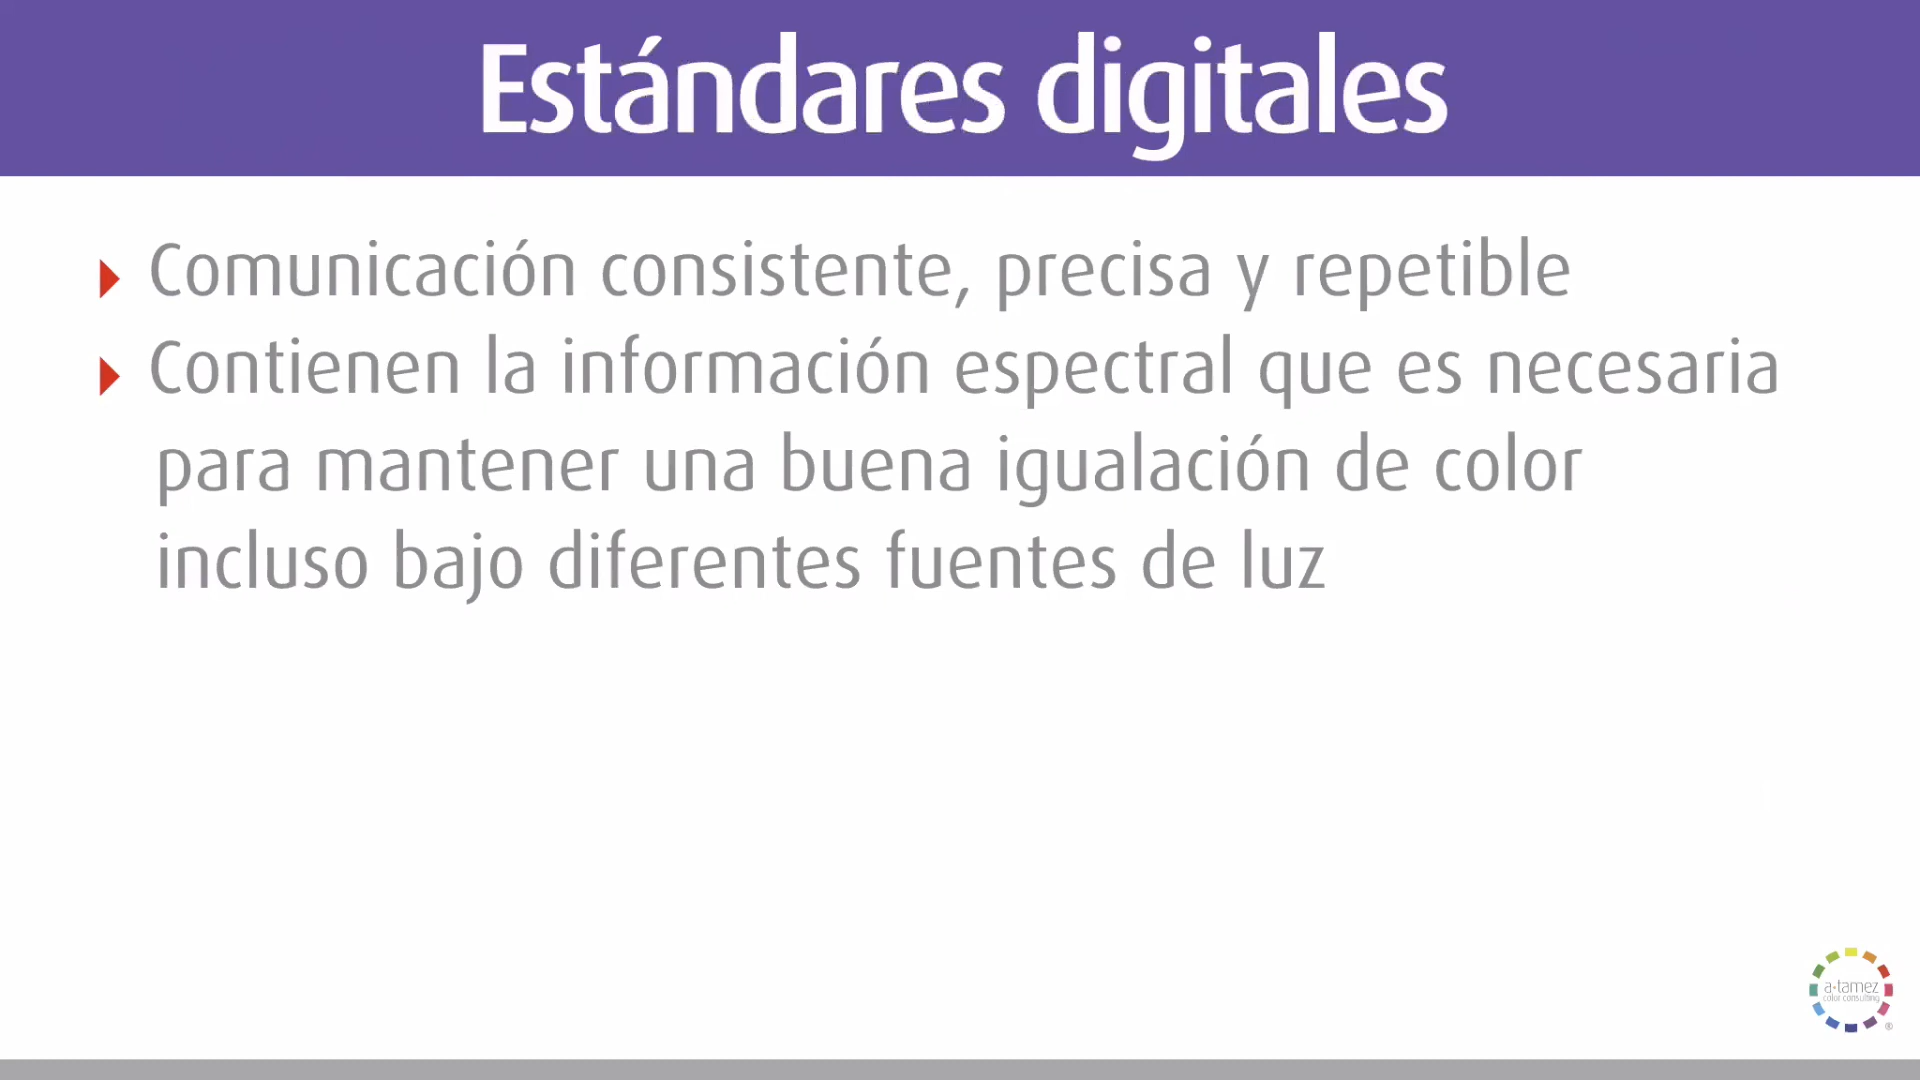 Estándares digitales
Comunicación consistente, precisa y repetible
Contienen la información espectral que es necesaria
para mantener una buena igualación de color
incluso bajo diferentes fuentes de luz
a·tamez
color consulting
®